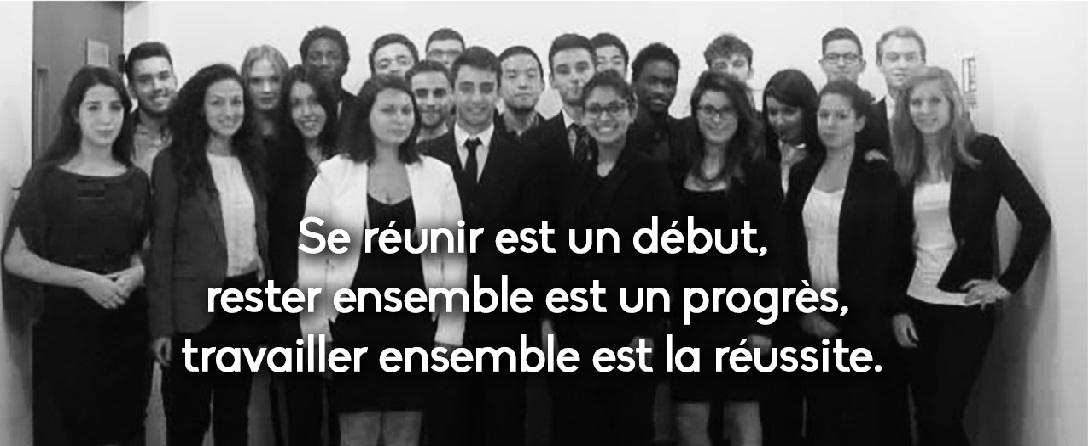 Se réunir est un début,
rester ensemble est un progrès,
travailler ensemble est la réussite.